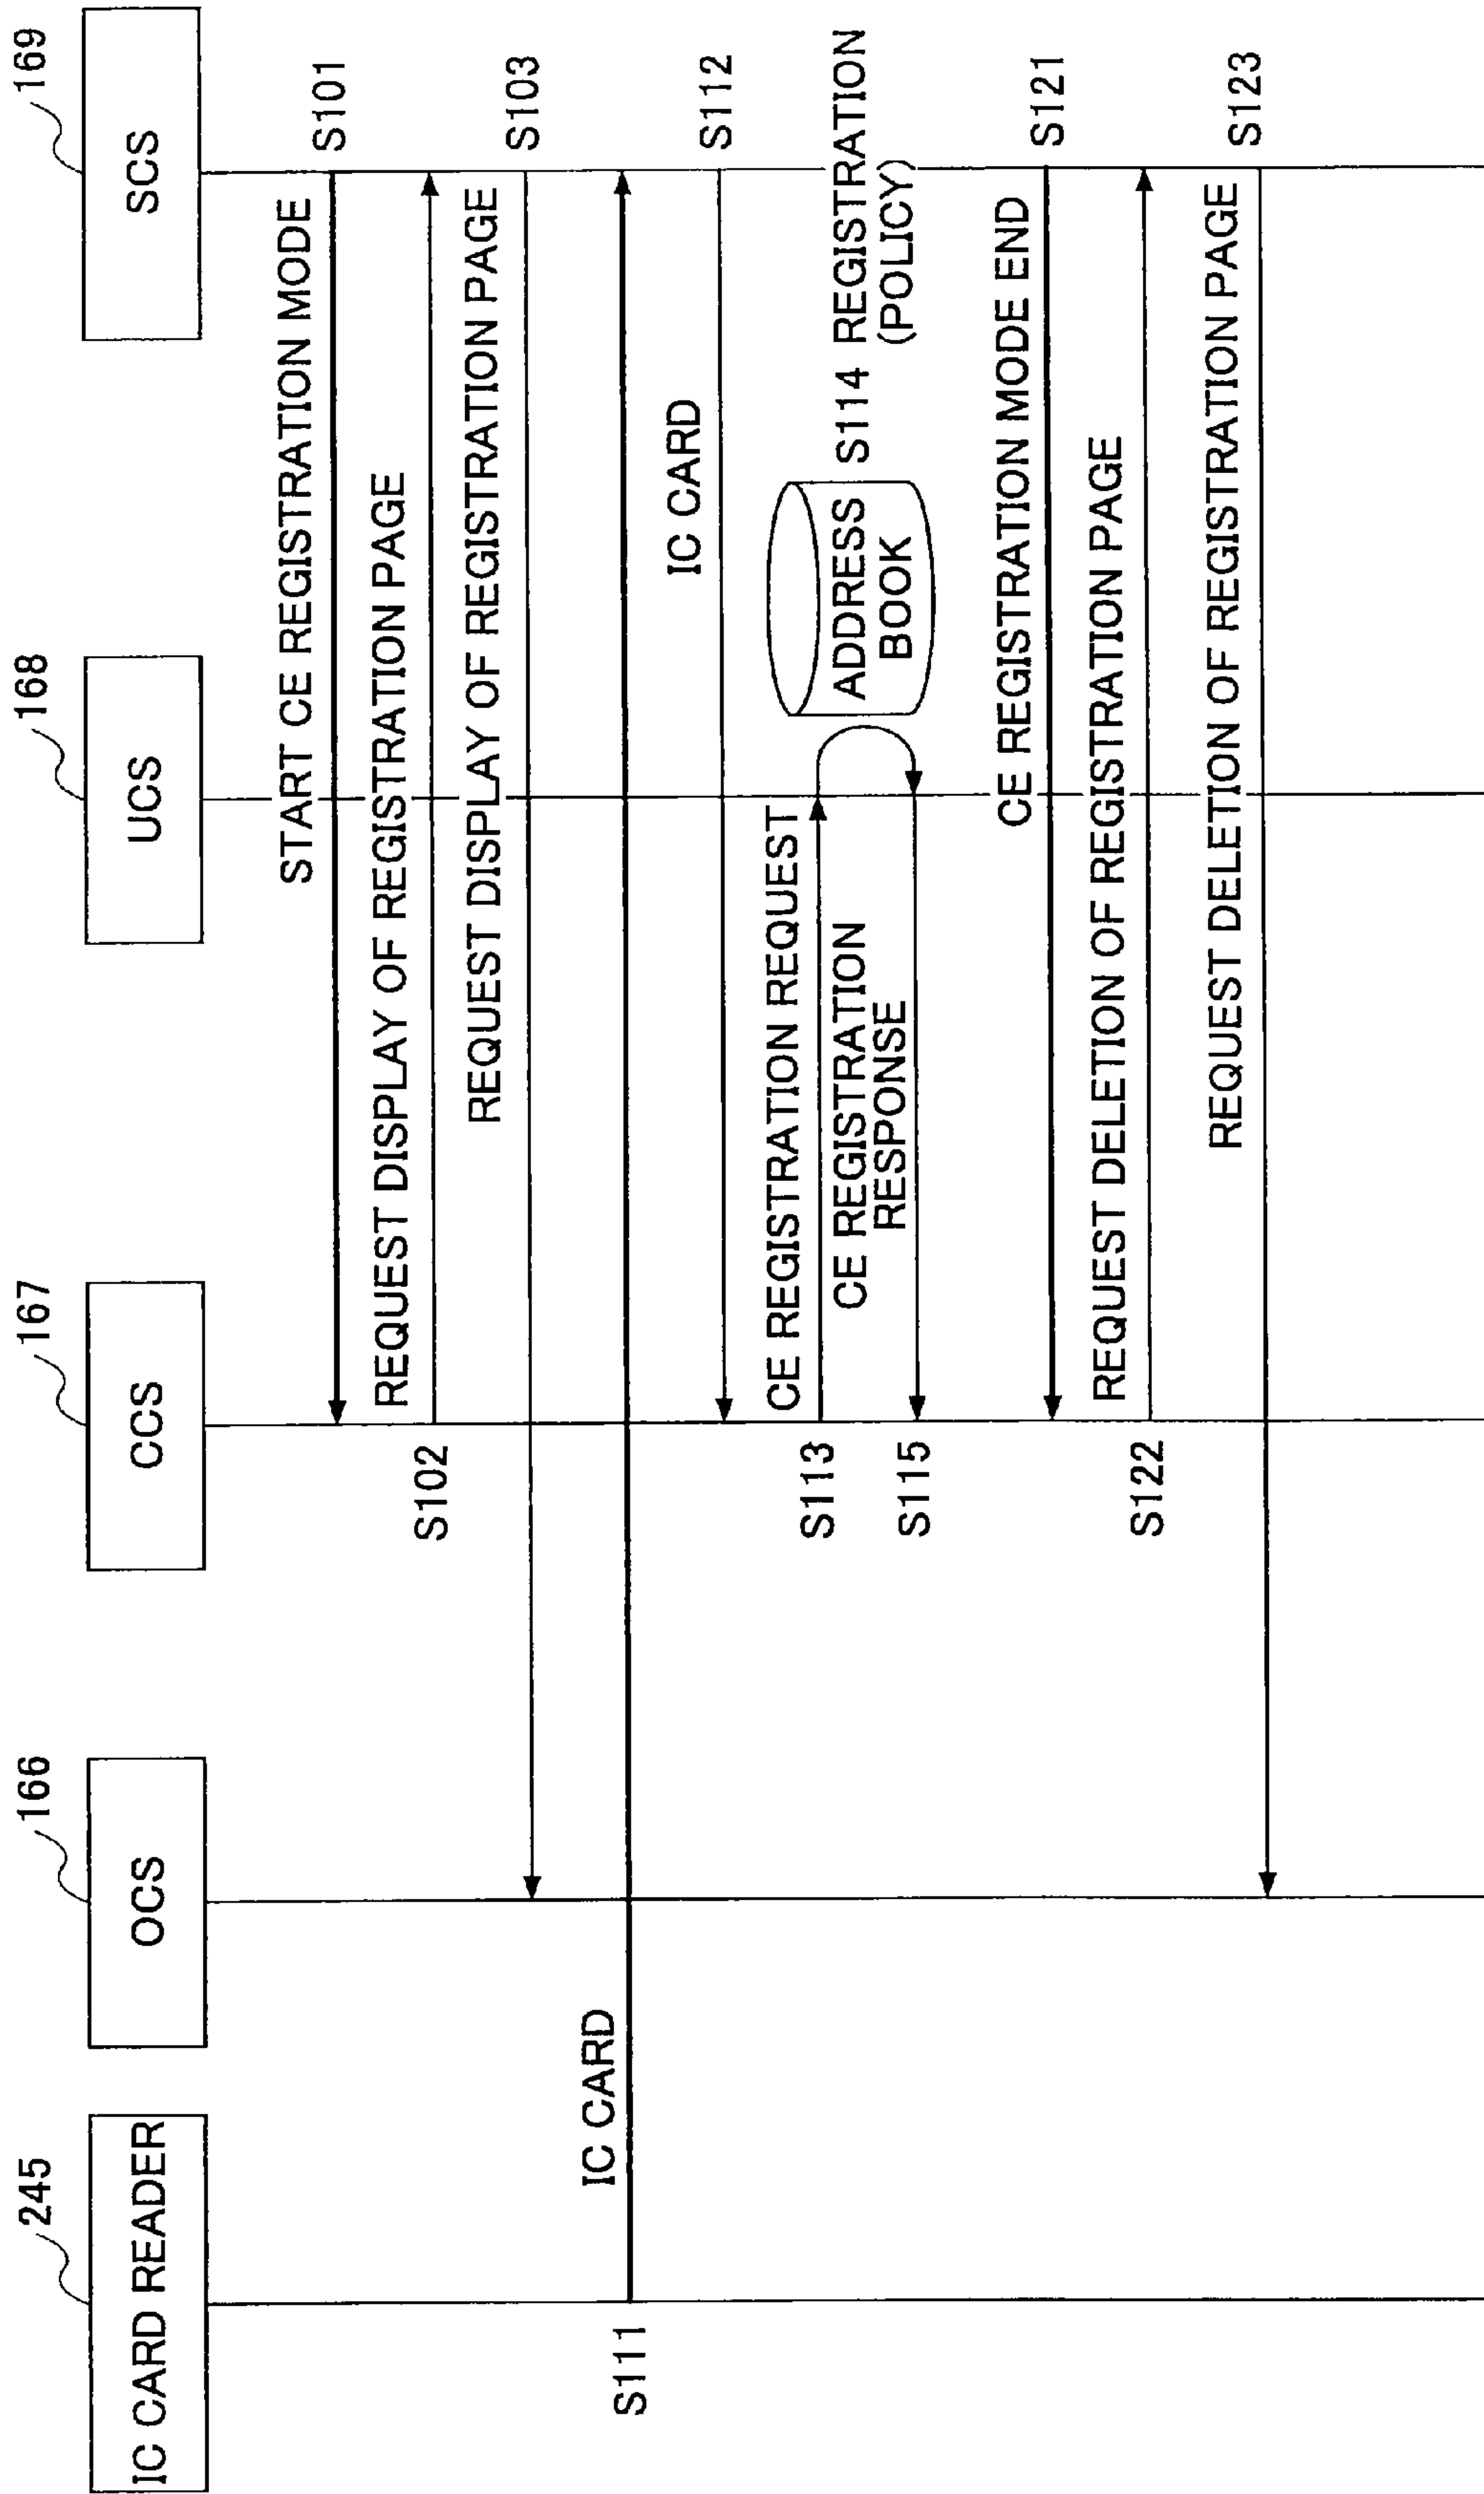 245
166
167
168
169
IC CARD READER
OCS
CCS
UCS
SCS
START CE REGISTRATION MODE
S101
REQUEST DISPLAY OF REGISTRATION PAGE
S102
REQUEST DISPLAY OF REGISTRATION PAGE
S103
IC CARD
S111
IC CARD
S112
CE REGISTRATION REQUEST
S113
CE REGISTRATION
RESPONSE
S115
ADDRESS
BOOK
S114 REGISTRATION
(POLICY)
CE REGISTRATION MODE END
S121
REQUEST DELETION OF REGISTRATION PAGE
S122
REQUEST DELETION OF REGISTRATION PAGE
S123